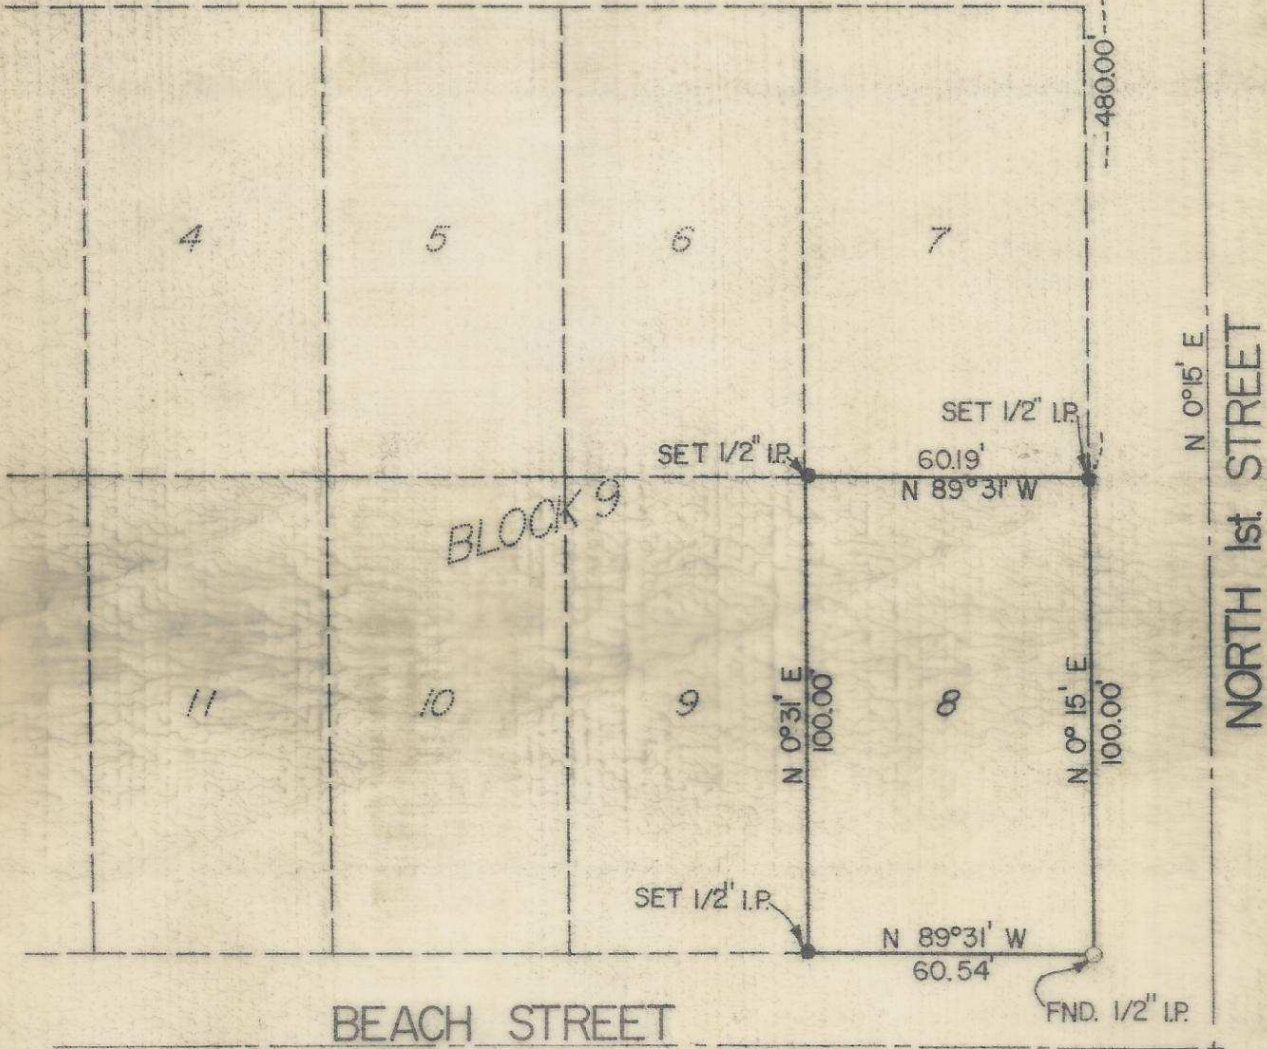 480.00'
4
5
6
7
N 0°15' E
NORTH 1st. STREET
SET 1/2" I.P.
SET 1/2" I.P.
60.19'
N 89°31' W
BLOCK 9
11
10
9
8
N 0°31' E
100.00'
N 0° 15' E
100.00'
SET 1/2" I.P.
N 89°31' W
60.54'
FND. 1/2" I.P.
BEACH STREET